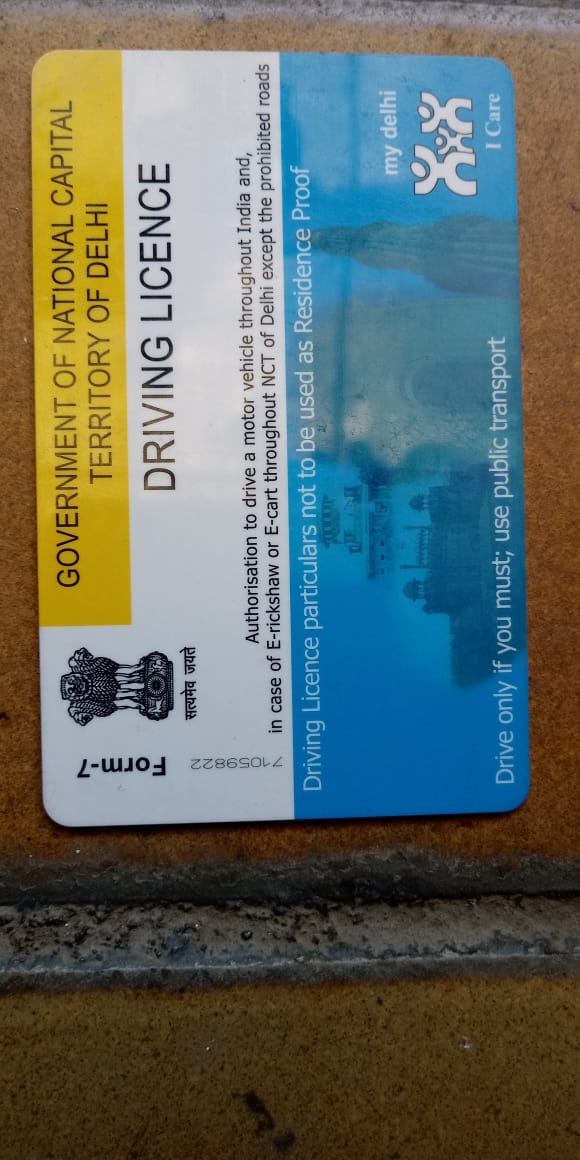 GOVERNMENT OF NATIONAL CAPITAL
TERRITORY OF DELHI
DRIVING LICENCE
Form-7
सत्यमेव जयते
71059822
Authorisation to drive a motor vehicle throughout India and,
in case of E-rickshaw or E-cart throughout NCT of Delhi except the prohibited roads
Driving Licence particulars not to be used as Residence Proof
my delhi
I Care
Drive only if you must; use public transport